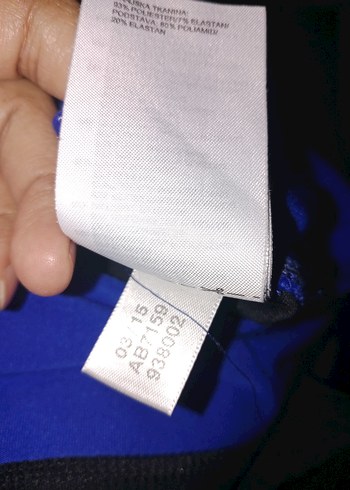 93% POLIESTER/7% ELASTAN/
PODSTAVA: 80% POLIAMID/
20% ELASTAN
03/15
AB7159
938002